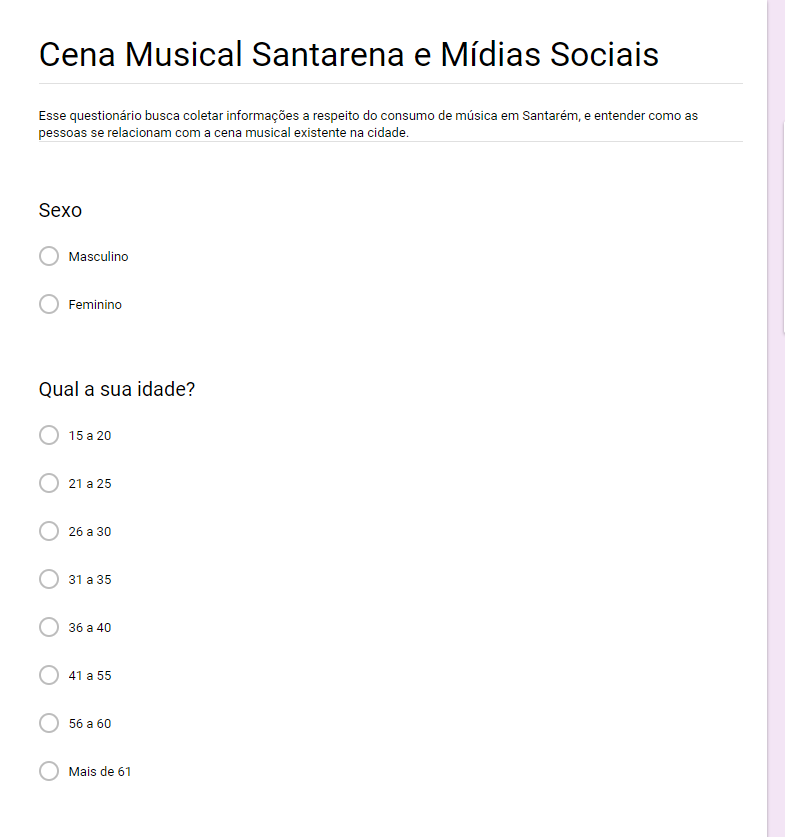 Cena Musical Santarena e Mídias Sociais
Esse questionário busca coletar informações a respeito do consumo de música em Santarém, e entender como as
pessoas se relacionam com a cena musical existente na cidade.
Sexo
Masculino
Feminino
Qual a sua idade?
15 a 20
21 a 25
26 a 30
31 a 35
36 a 40
41 a 55
56 a 60
Mais de 61